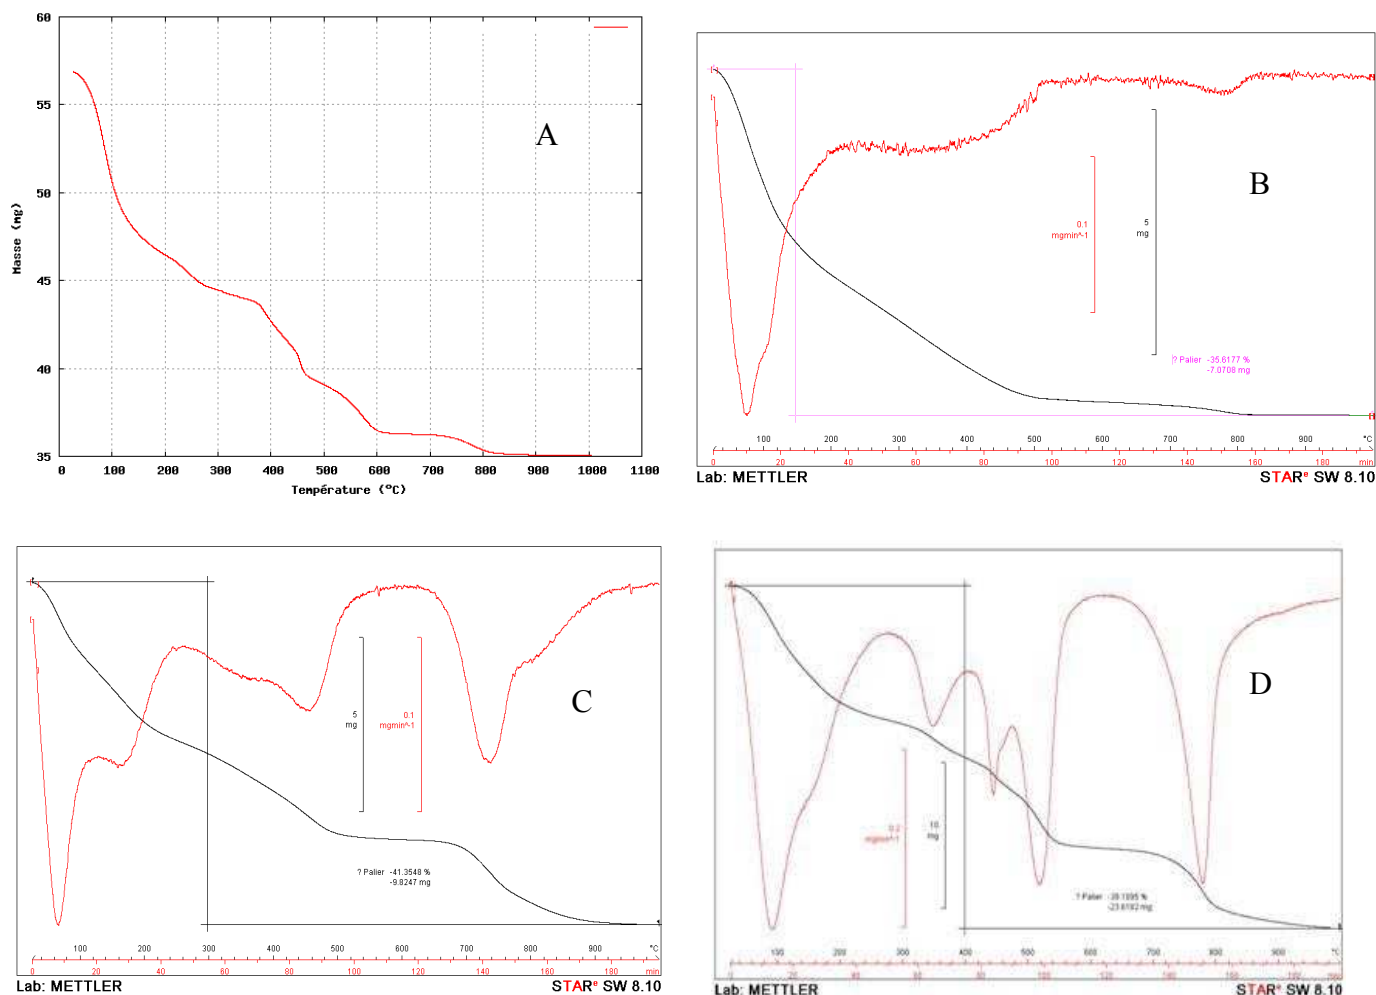 60
55
50
45
40
35
Masse (mg)
A
0 100 200 300 400 500 600 700 800 900 1000 1100
Température (°C)
B
0.1
mgmin^-1
5
mg
? Palier -35.6177 %
-7.0708 mg
100 200 300 400 500 600 700 800 900 °C
0 20 40 60 80 100 120 140 160 180 min
Lab: METTLER STARe SW 8.10
C
5
mg
0.1
mgmin^-1
? Palier -41.3548 %
-9.8247 mg
100 200 300 400 500 600 700 800 900 °C
0 20 40 60 80 100 120 140 160 180 min
Lab: METTLER STARe SW 8.10
D
10
mg
? Palier
100 200 300 400 500 600 700 800 900
Lab: METTLER STARe SW 8.10